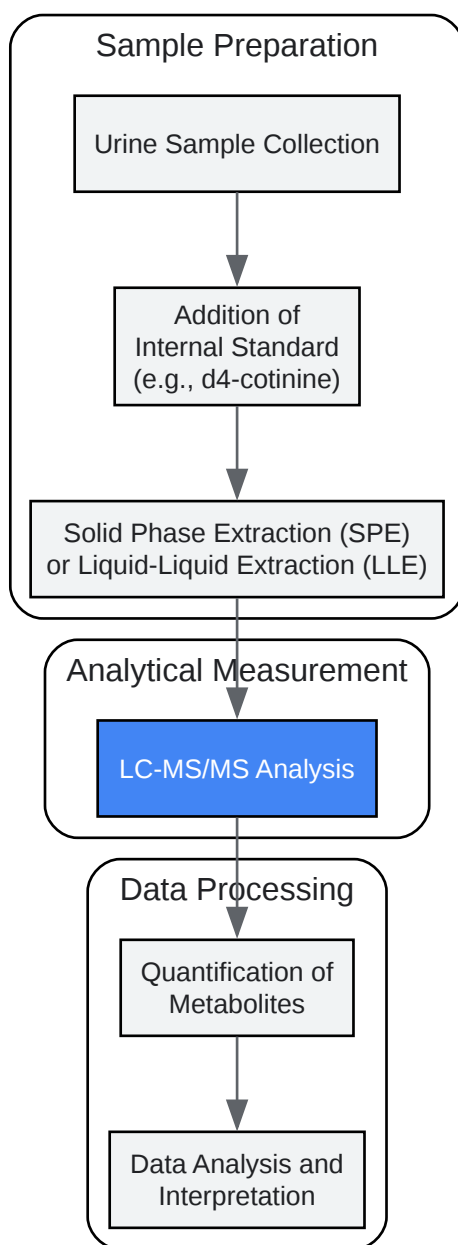 Sample Preparation
Urine Sample Collection
Addition of
Internal Standard
(e.g., d4-cotinine)
Solid Phase Extraction (SPE)
or Liquid-Liquid Extraction (LLE)
Analytical Measurement
LC-MS/MS Analysis
Data Processing
Quantification of
Metabolites
Data Analysis and
Interpretation